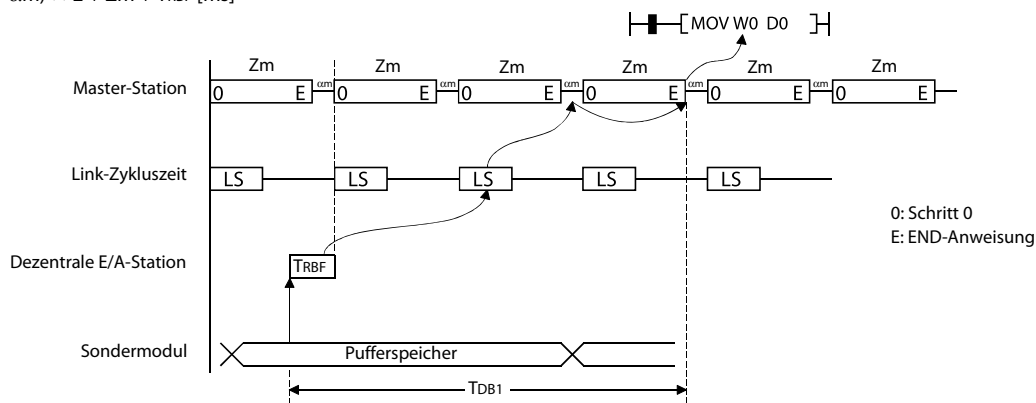 MOV W0 D0
Zm Zm Zm Zm Zm Zm
Master-Station 0 E αm 0 E αm 0 E αm 0 E αm 0 E αm 0 E
Link-Zykluszeit LS LS LS LS LS
0: Schritt 0
E: END-Anweisung
Dezentrale E/A-Station TRBF
Sondermodul Pufferspeicher
TDB1